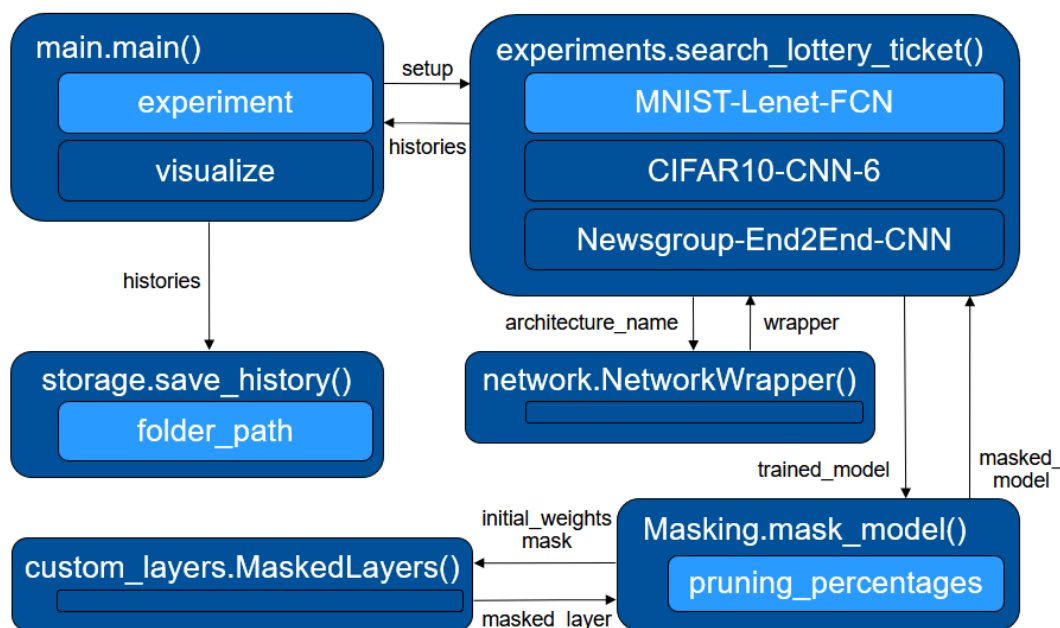 main.main()
experiment
visualize
setup
histories
experiments.search_lottery_ticket()
MNIST-Lenet-FCN
CIFAR10-CNN-6
Newsgroup-End2End-CNN
histories
architecture_name
wrapper
storage.save_history()
folder_path
network.NetworkWrapper()
trained_model
masked_
model
initial_weights
mask
Masking.mask_model()
pruning_percentages
custom_layers.MaskedLayers()
masked_layer